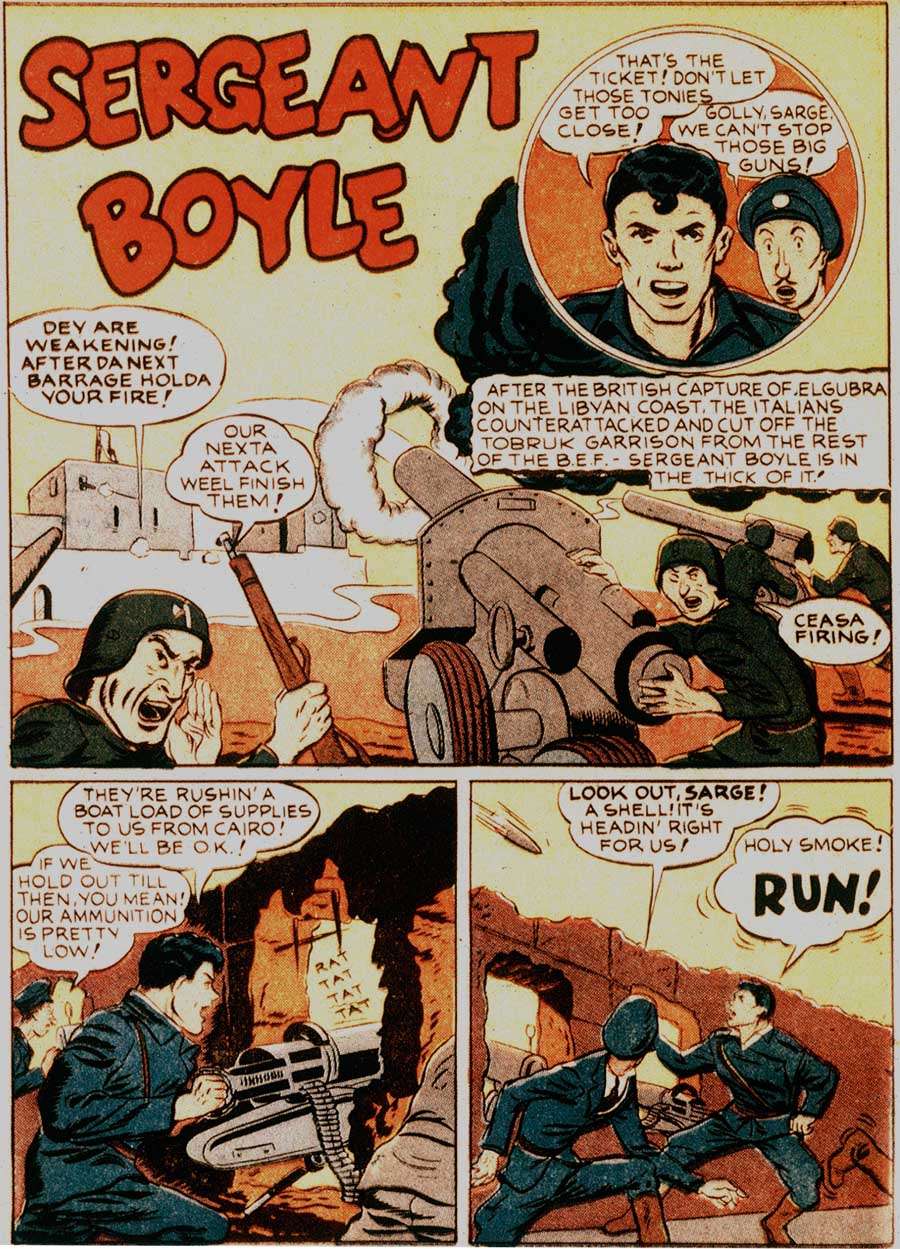 SERGEANT
BOYLE
THAT'S THE
TICKET! DON'T LET
THOSE TONIES
GET TOO
CLOSE!
GOLLY, SARGE,
WE CAN'T STOP
THOSE BIG
GUNS!
DEY ARE
WEAKENING!
AFTER DA NEXT
BARRAGE HOLDA
YOUR FIRE!
OUR
NEXTA
ATTACK
WEEL FINISH
THEM!
AFTER THE BRITISH CAPTURE OF ELGUBRA
ON THE LIBYAN COAST, THE ITALIANS
COUNTERATTACKED AND CUT OFF THE
TOBRUK GARRISON FROM THE REST
OF THE B.E.F. - SERGEANT BOYLE IS IN
THE THICK OF IT!
CEASA
FIRING!
THEY'RE RUSHIN' A
BOAT LOAD OF SUPPLIES
TO US FROM CAIRO!
WE'LL BE O.K.!
IF WE
HOLD OUT TILL
THEN, YOU MEAN!
OUR AMMUNITION
IS PRETTY
LOW!
RAT
TAT
TAT
TAT
LOOK OUT, SARGE!
A SHELL! IT'S
HEADIN' RIGHT
FOR US!
HOLY SMOKE!
RUN!